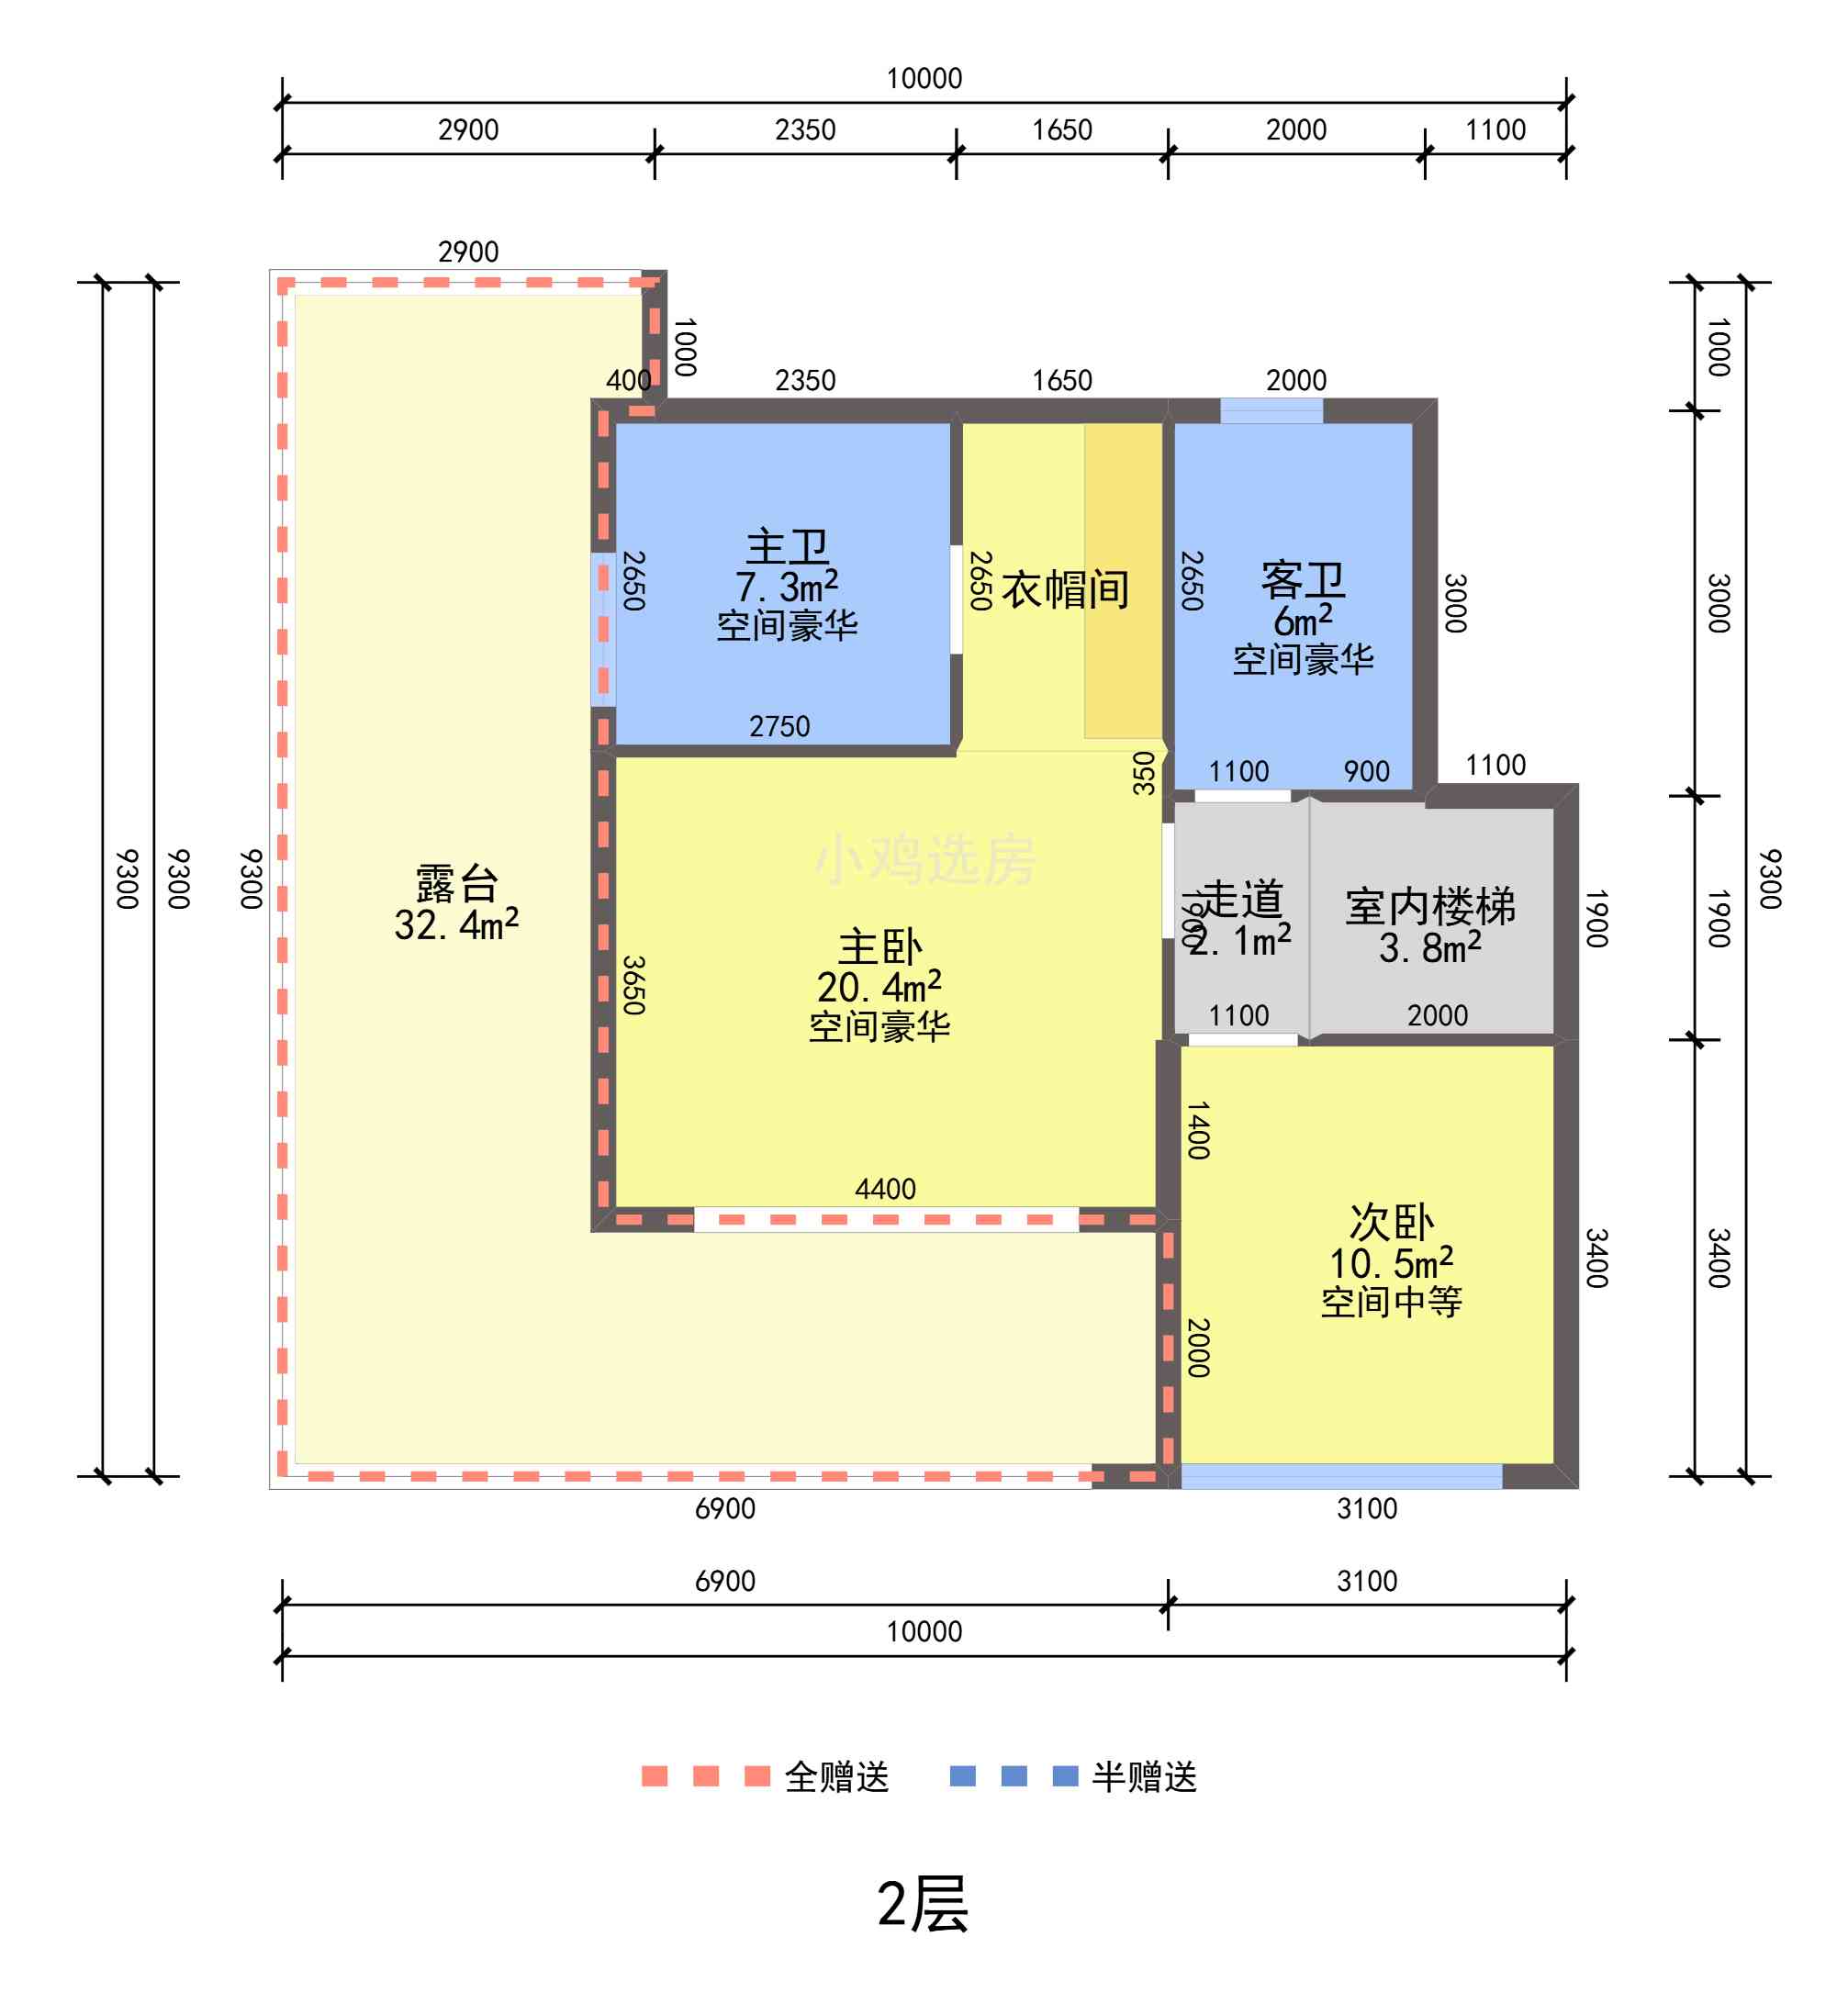 10000
2900 2350 1650 2000 1100
2900
1000
1000
400 2350 1650 2000
主卫
7.3m²
空间豪华
2650
2650
衣帽间
2650
客卫
6m²
空间豪华
3000
3000
2750
350
1100 900
1100
9300
9300
9300
露台
32.4m²
小鸡选房
主卧
20.4m²
空间豪华
3650
1900
走道
2.1m²
室内楼梯
3.8m²
1900
1900
9300
1100 2000
1400
4400
次卧
10.5m²
空间中等
3400
3400
2000
6900 3100
6900 3100
10000
全赠送 半赠送
2层